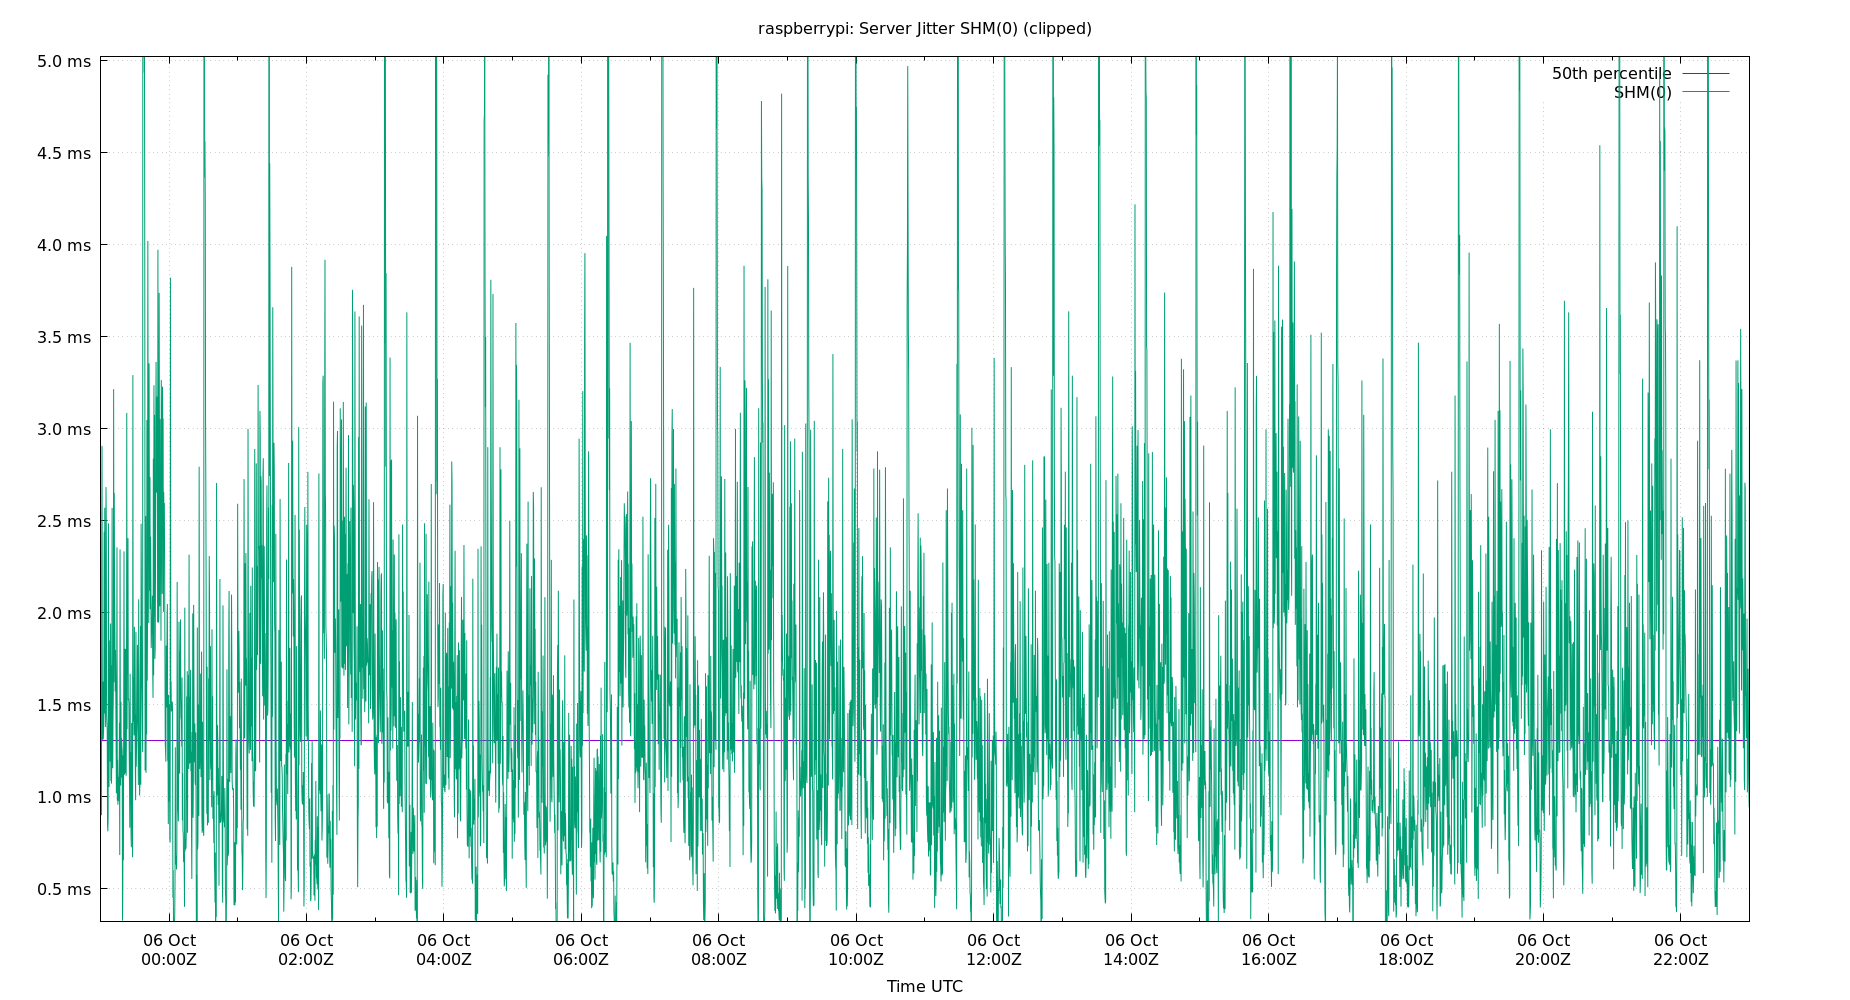 raspberrypi: Server Jitter SHM(0) (clipped)
5.0 ms
50th percentile
SHM(0)
4.5 ms
4.0 ms
3.5 ms
3.0 ms
2.5 ms
2.0 ms
1.5 ms
1.0 ms
0.5 ms
06 Oct 06 Oct 06 Oct 06 Oct 06 Oct 06 Oct 06 Oct 06 Oct 06 Oct 06 Oct 06 Oct 06 Oct
00:00Z 02:00Z 04:00Z 06:00Z 08:00Z 10:00Z 12:00Z 14:00Z 16:00Z 18:00Z 20:00Z 22:00Z
Time UTC